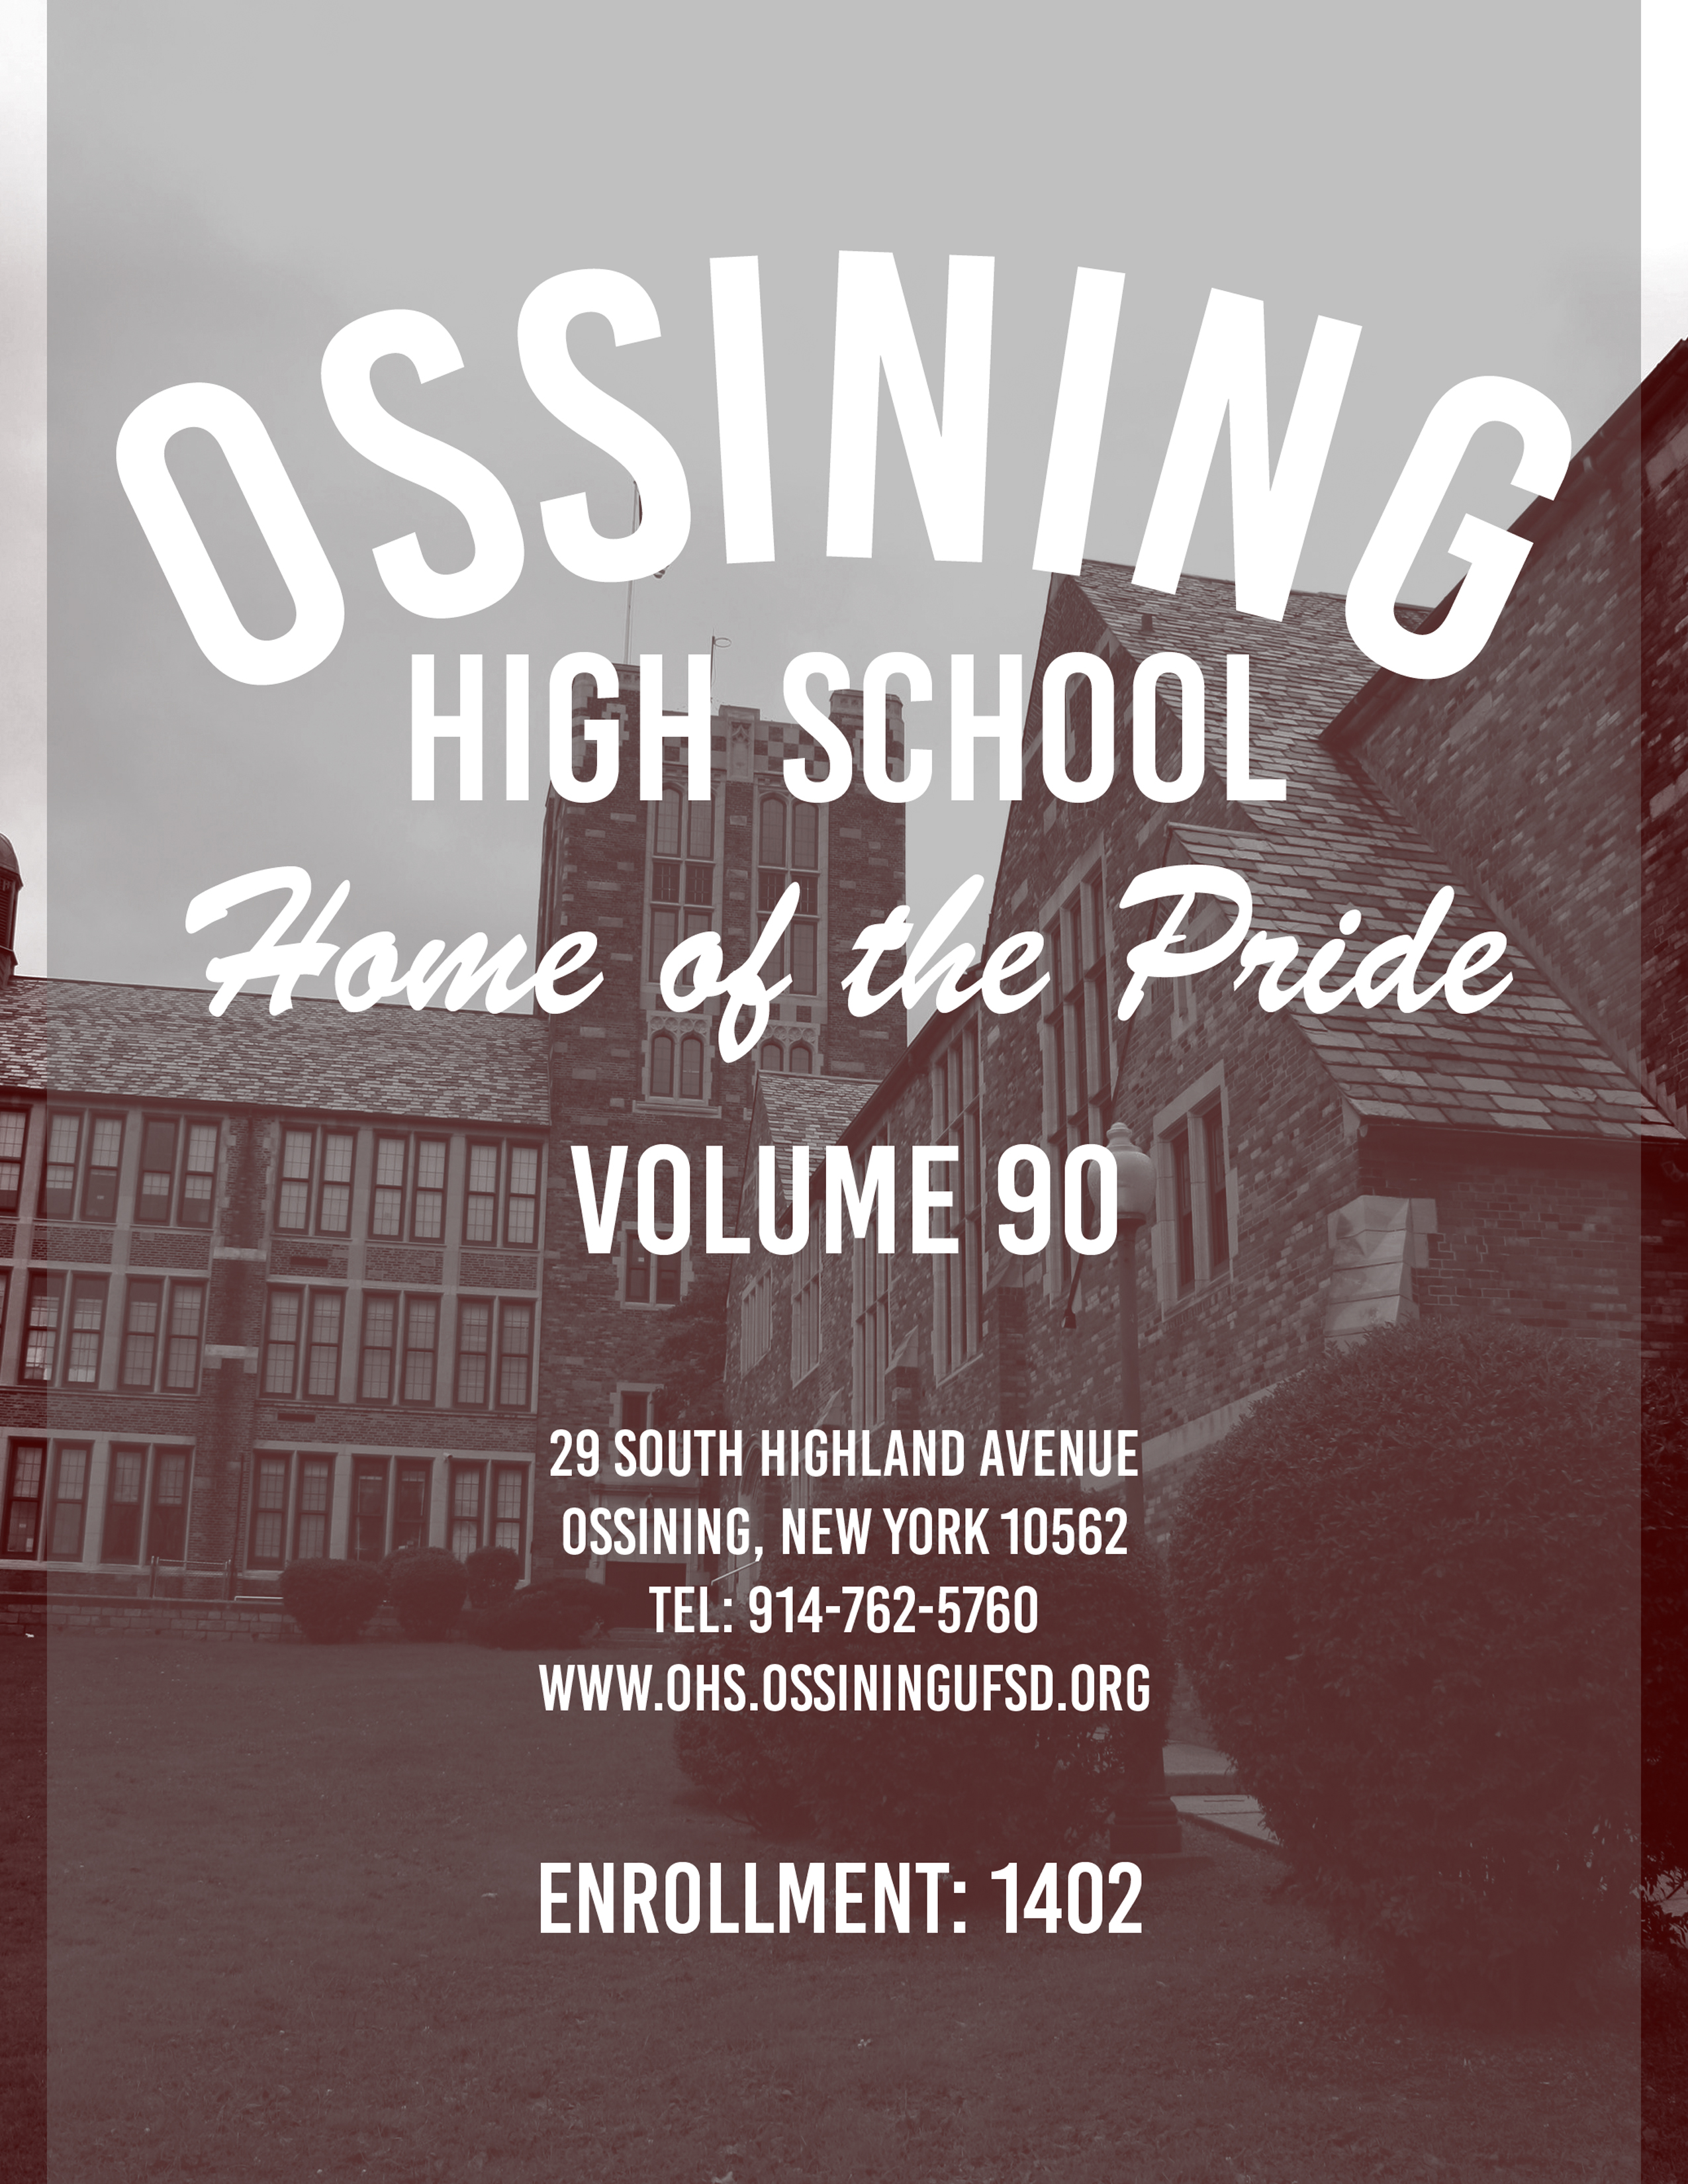 OSSINING
HIGH SCHOOL
Home of the Pride
VOLUME 90
29 SOUTH HIGHLAND AVENUE
OSSINING, NEW YORK 10562
TEL: 914-762-5760
WWW.OHS.OSSININGUFSD.ORG
ENROLLMENT: 1402